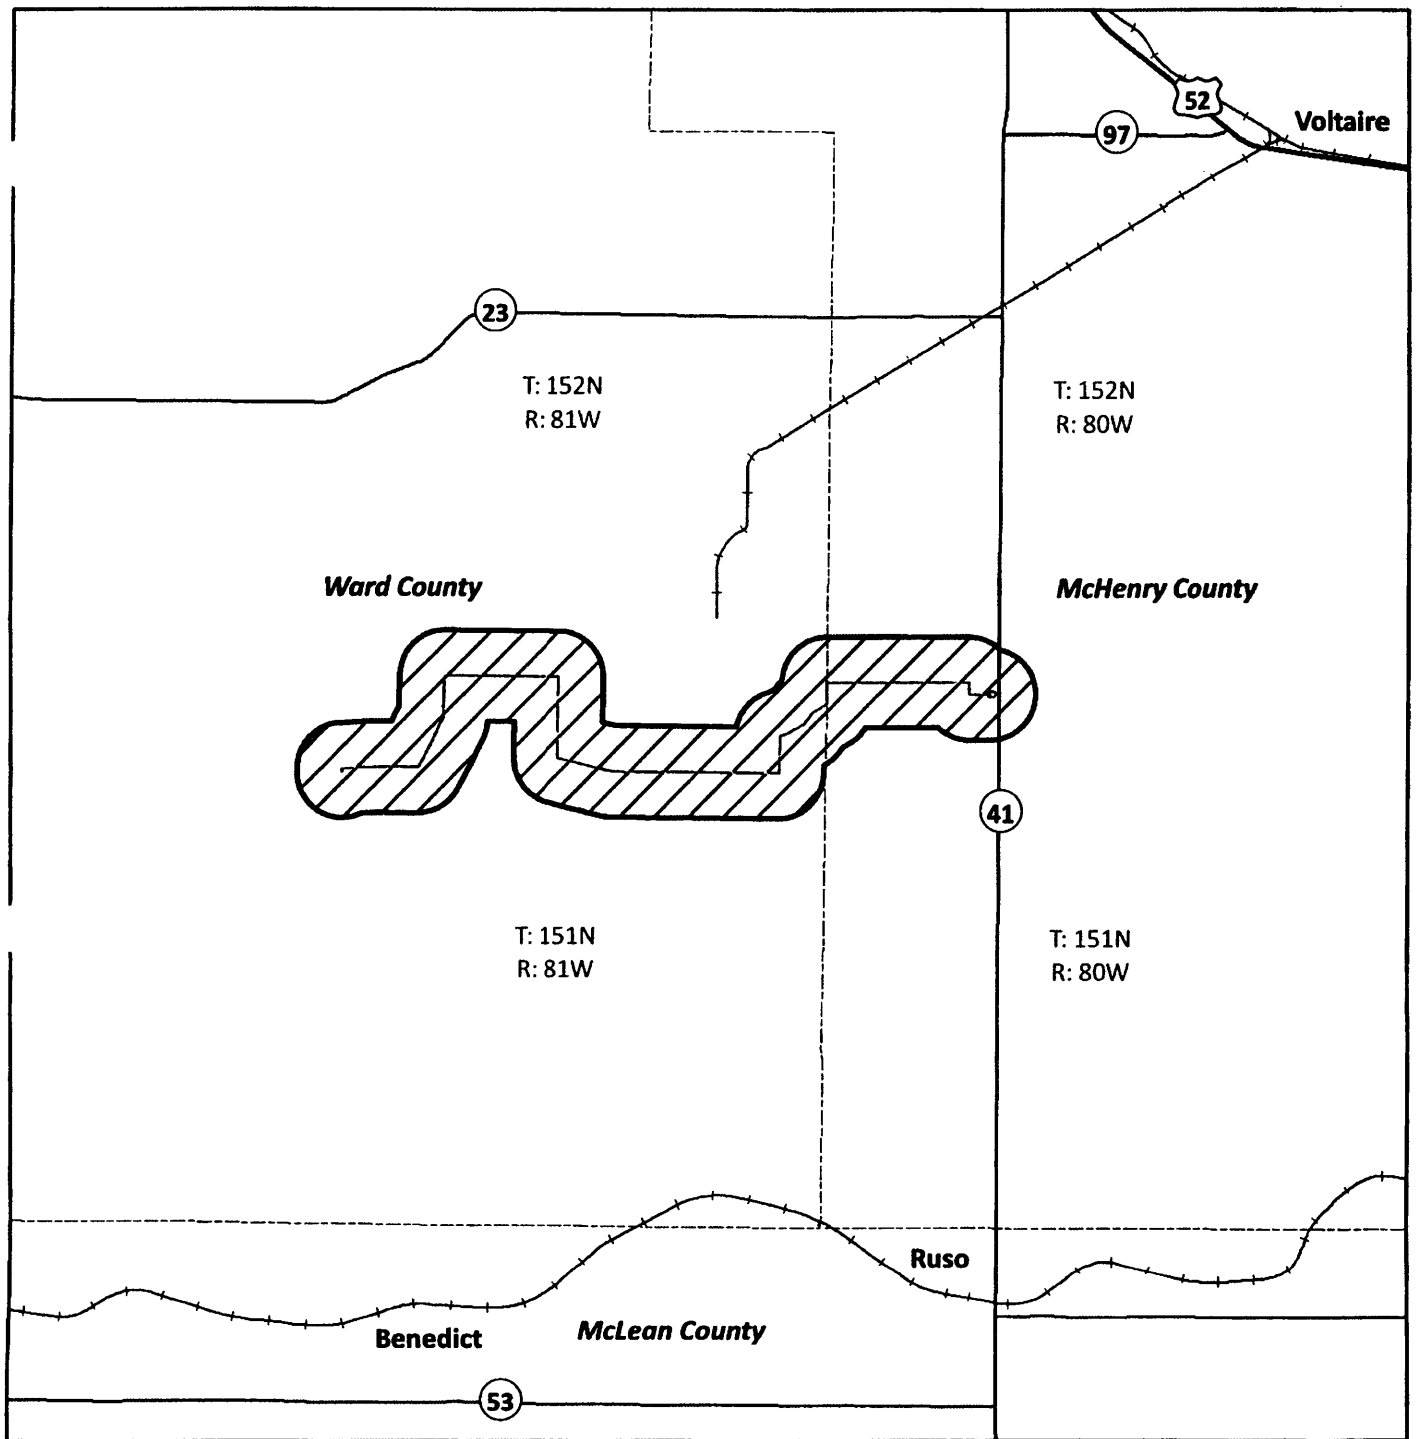 52
Voltaire
97
23
T: 152N
R: 81W
T: 152N
R: 80W
Ward County
McHenry County
41
T: 151N
R: 81W
T: 151N
R: 80W
Ruso
Benedict
McLean County
53